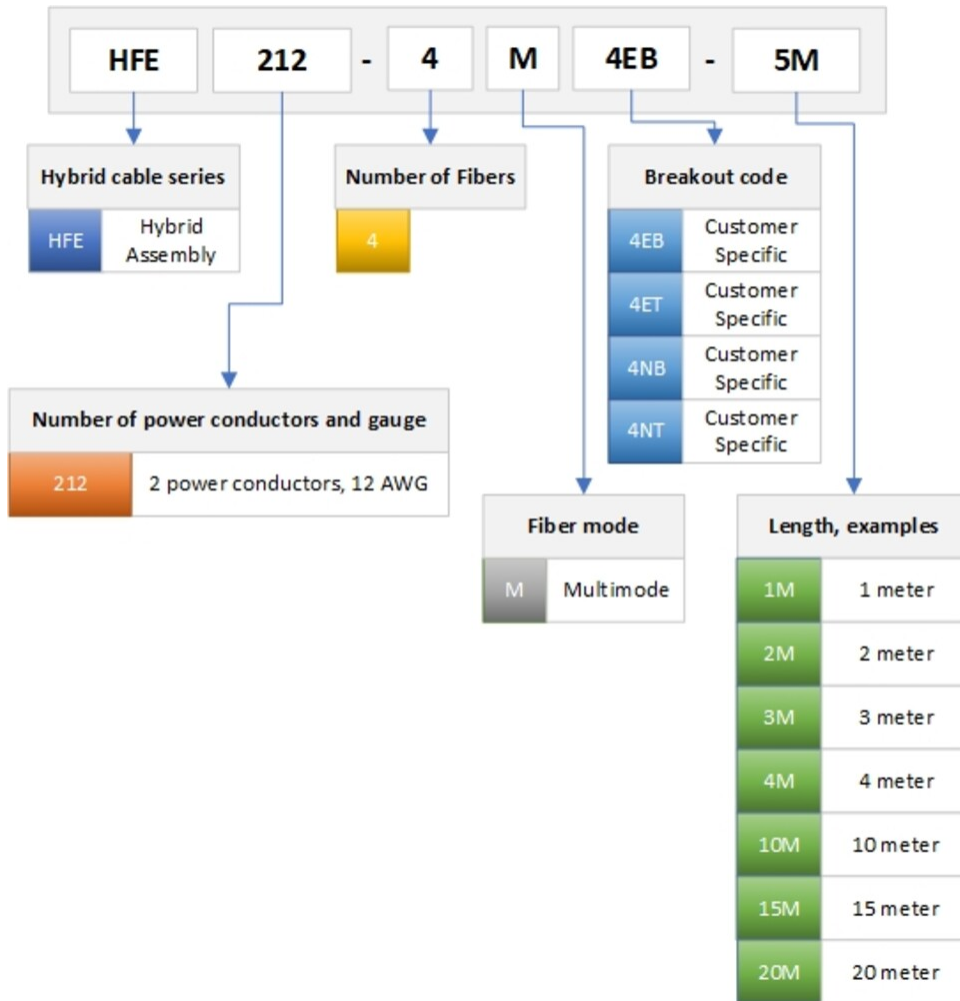 HFE 212 - 4 M 4EB - 5M
Hybrid cable series
HFE Hybrid
Assembly
Number of Fibers
4
Breakout code
4EB Customer
Specific
4ET Customer
Specific
4NB Customer
Specific
4NT Customer
Specific
Number of power conductors and gauge
212 2 power conductors, 12 AWG
Fiber mode
M Multimode
Length, examples
1M 1 meter
2M 2 meter
3M 3 meter
4M 4 meter
10M 10 meter
15M 15 meter
20M 20 meter